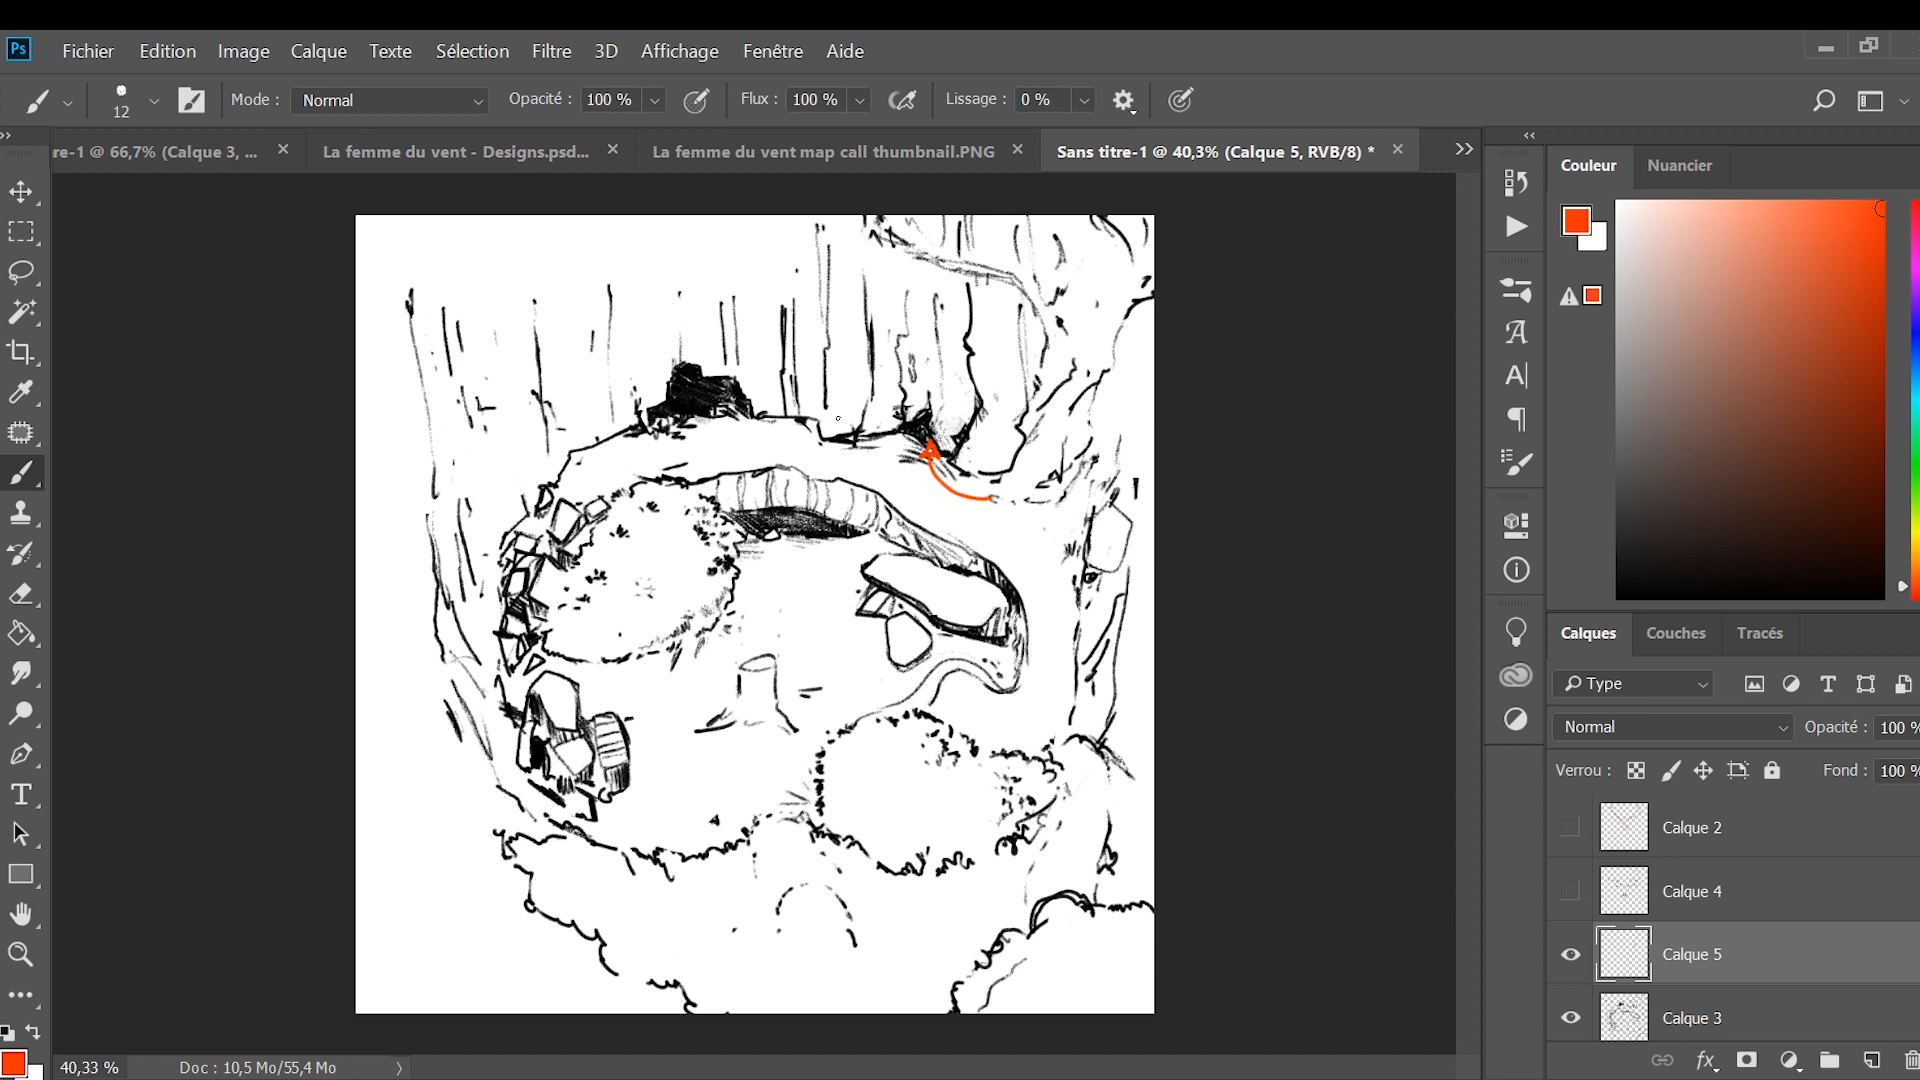 Ps Fichier Edition Image Calque Texte Sélection Filtre 3D Affichage Fenêtre Aide
12 Mode : Normal Opacité : 100 % Flux : 100 % Lissage : 0 %
re-1 @ 66,7% (Calque 3, ... La femme du vent - Designs.psd... La femme du vent map call thumbnail.PNG Sans titre-1 @ 40,3% (Calque 5, RVB/8) *
Couleur Nuancier
Calques Couches Tracés
Type
Normal Opacité : 100 %
Verrou : Fond : 100 %
Calque 2
Calque 4
Calque 5
Calque 3
40,33 % Doc : 10,5 Mo/55,4 Mo